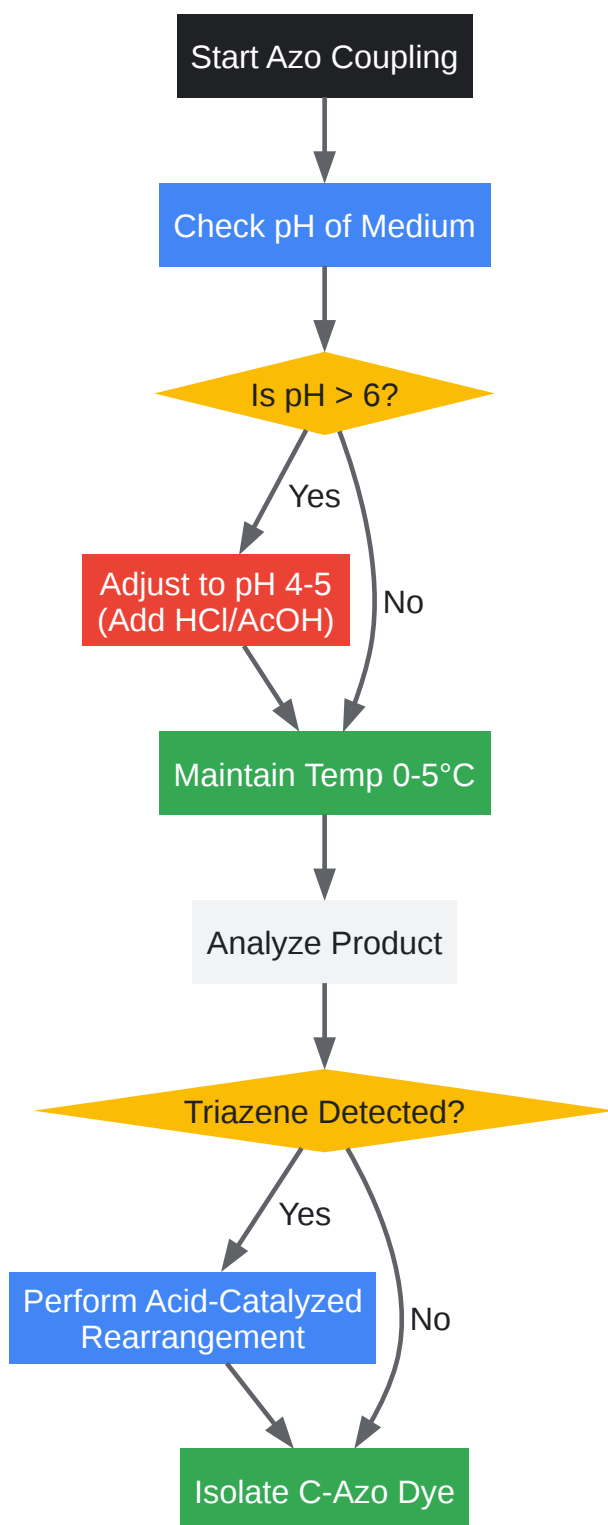 Start Azo Coupling
Check pH of Medium
Is pH > 6?
Yes
Adjust to pH 4-5
(Add HCl/AcOH)
No
Maintain Temp 0-5°C
Analyze Product
Triazene Detected?
Yes
Perform Acid-Catalyzed
Rearrangement
No
Isolate C-Azo Dye